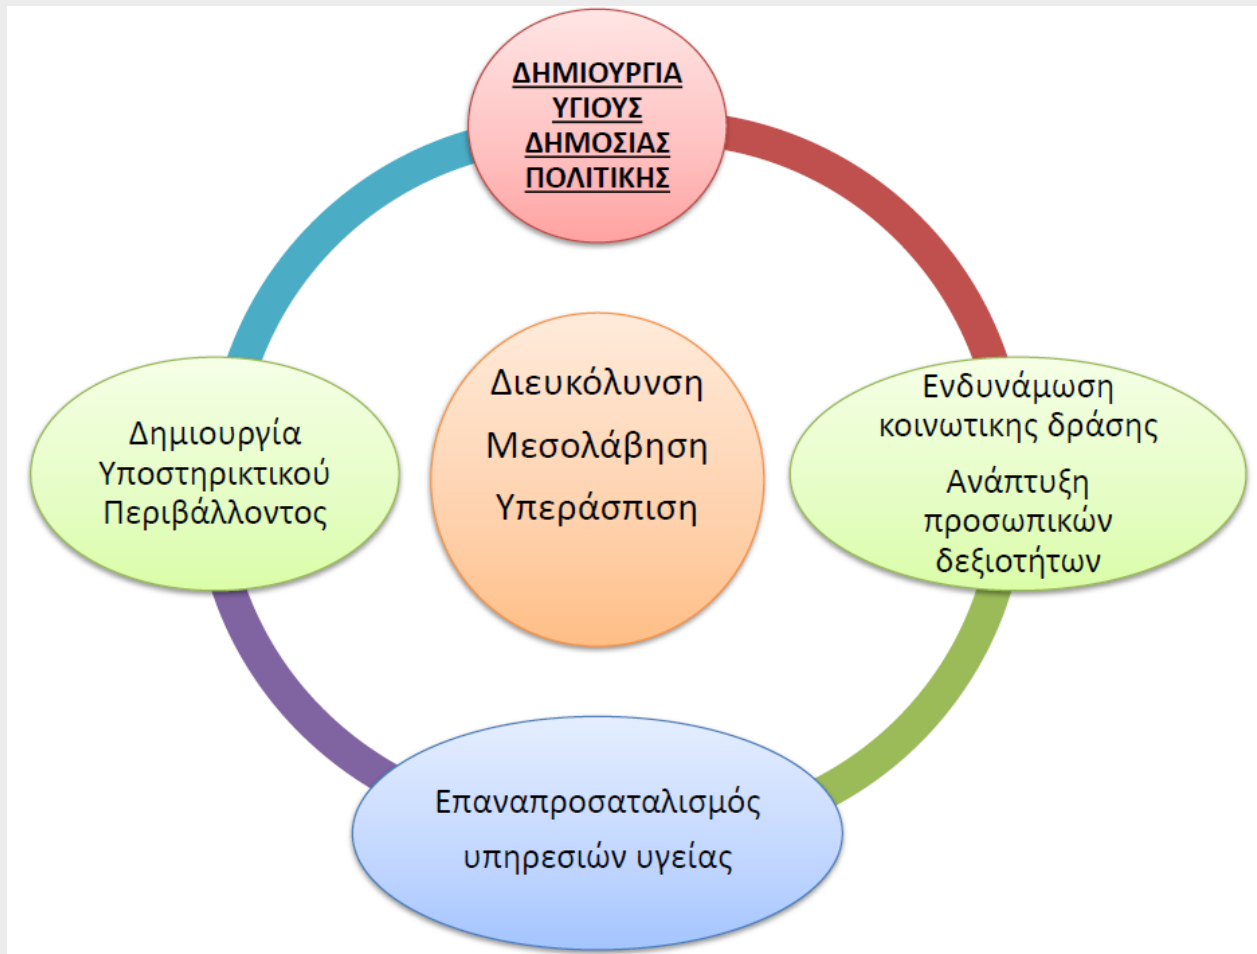 ΔΗΜΙΟΥΡΓΙΑ
ΥΓΙΟΥΣ
ΔΗΜΟΣΙΑΣ
ΠΟΛΙΤΙΚΗΣ
Δημιουργία
Υποστηρικτικού
Περιβάλλοντος
Διευκόλυνση
Μεσολάβηση
Υπεράσπιση
Ενδυνάμωση
κοινωτικης δράσης
Ανάπτυξη
προσωπικών
δεξιοτήτων
Επαναπροσαταλισμός
υπηρεσιών υγείας